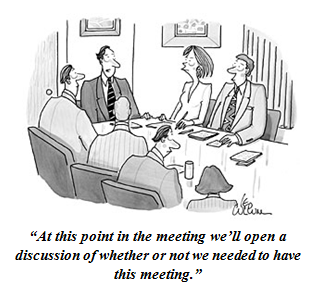 “At this point in the meeting we’ll open a
discussion of whether or not we needed to have
this meeting.”